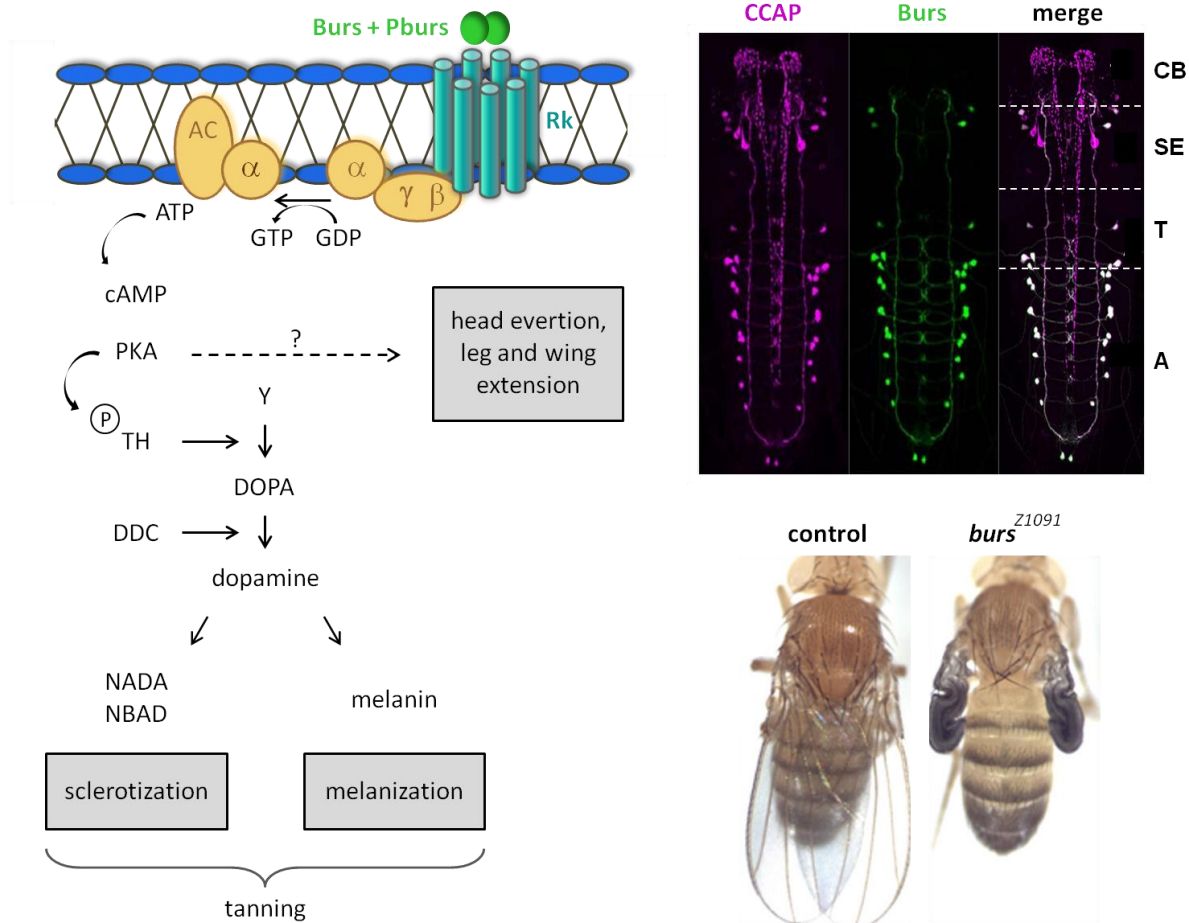 Burs + Pburs
Rk
AC
α
α
γ β
ATP
GTP GDP
cAMP
PKA
?
head evertion,
leg and wing
extension
Y
P
TH
DOPA
DDC
dopamine
NADA
NBAD
melanin
sclerotization
melanization
tanning
CCAP Burs merge
CB
SE
T
A
control burs^Z1091